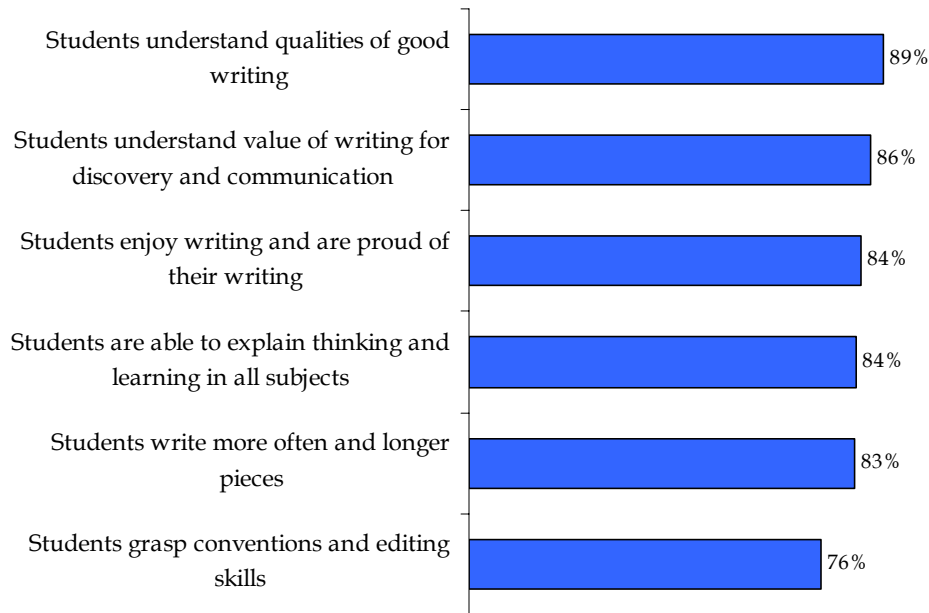 Students understand qualities of good
writing
89%
Students understand value of writing for
discovery and communication
86%
Students enjoy writing and are proud of
their writing
84%
Students are able to explain thinking and
learning in all subjects
84%
Students write more often and longer
pieces
83%
Students grasp conventions and editing
skills
76%